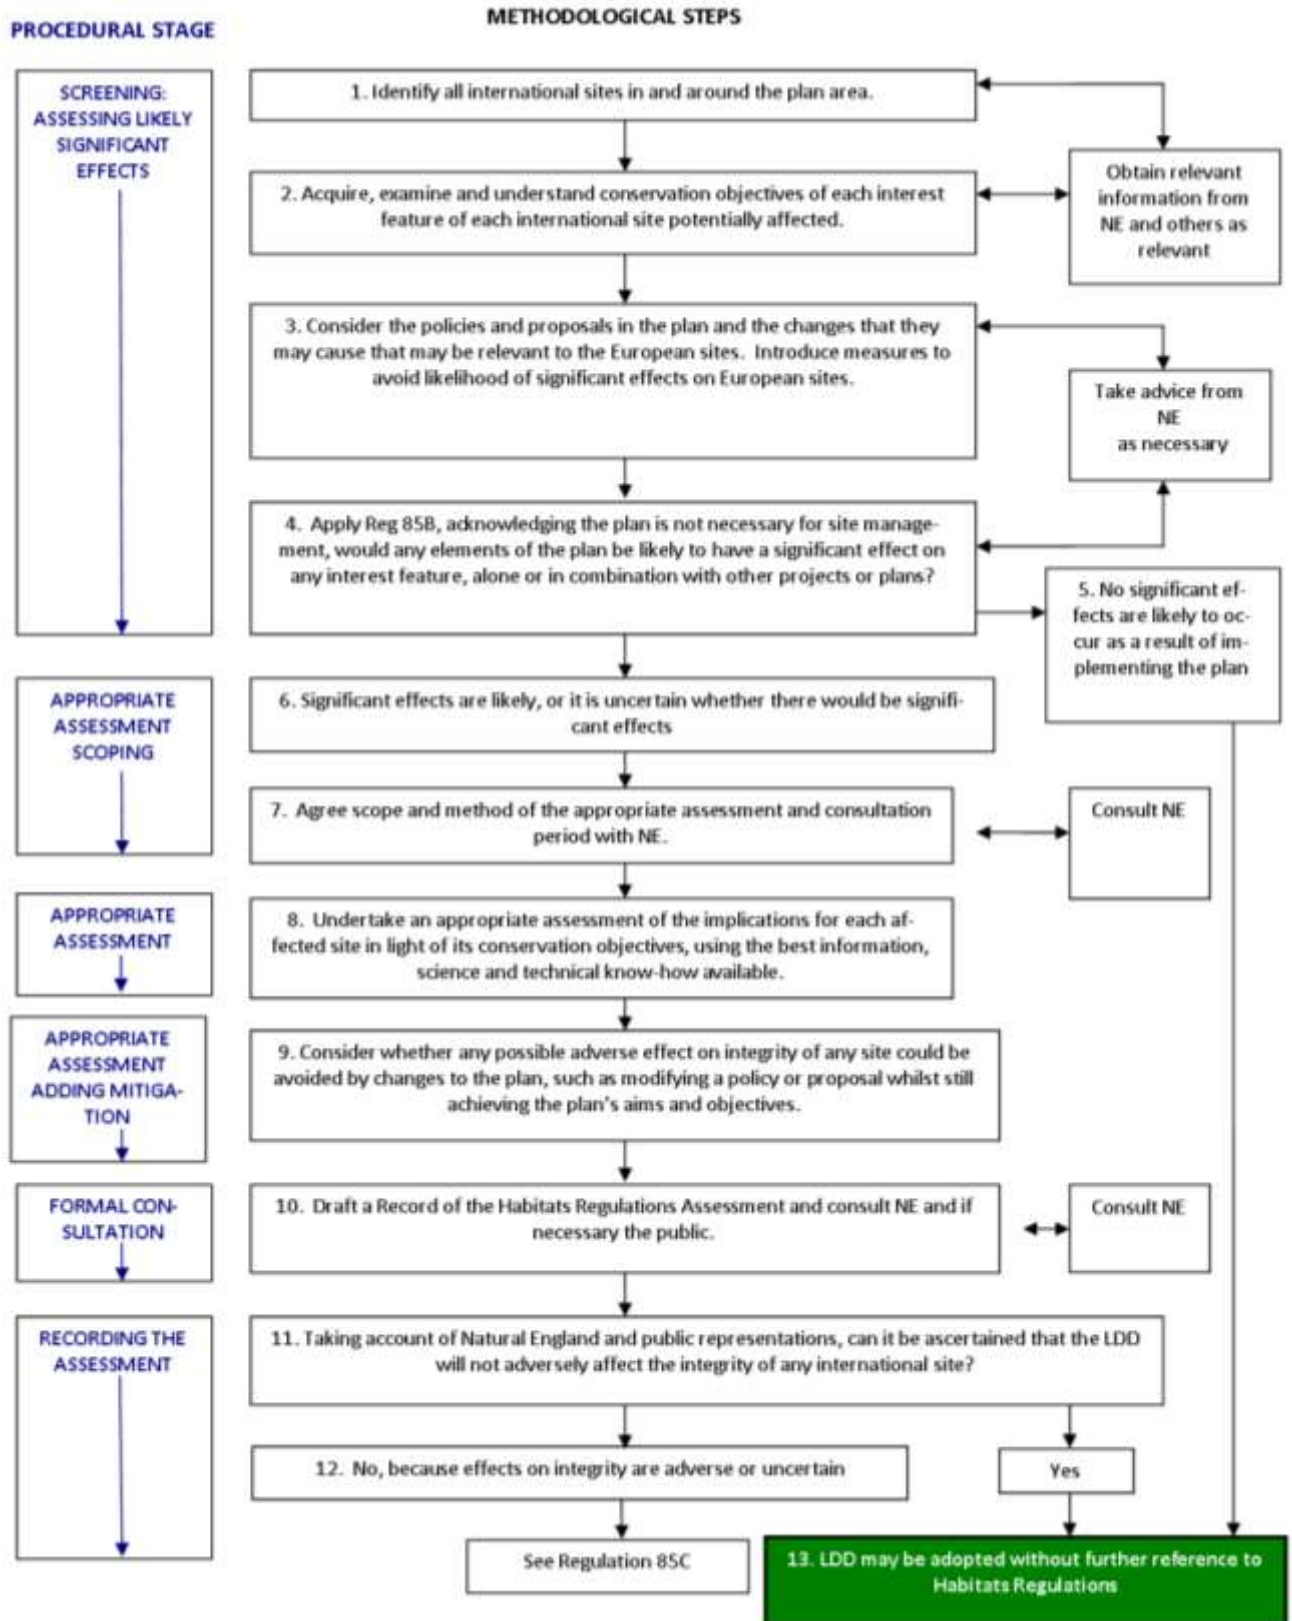 METHODOLOGICAL STEPS
PROCEDURAL STAGE
SCREENING:
ASSESSING LIKELY
SIGNIFICANT
EFFECTS
1. Identify all international sites in and around the plan area.
Obtain relevant
information from
NE and others as
relevant
2. Acquire, examine and understand conservation objectives of each interest
feature of each international site potentially affected.
3. Consider the policies and proposals in the plan and the changes that they
may cause that may be relevant to the European sites. Introduce measures to
avoid likelihood of significant effects on European sites.
Take advice from
NE
as necessary
4. Apply Reg 85B, acknowledging the plan is not necessary for site manage-
ment, would any elements of the plan be likely to have a significant effect on
any interest feature, alone or in combination with other projects or plans?
5. No significant ef-
fects are likely to oc-
cur as a result of im-
plementing the plan
APPROPRIATE
ASSESSMENT
SCOPING
6. Significant effects are likely, or it is uncertain whether there would be signifi-
cant effects
7. Agree scope and method of the appropriate assessment and consultation
period with NE.
Consult NE
APPROPRIATE
ASSESSMENT
8. Undertake an appropriate assessment of the implications for each af-
fected site in light of its conservation objectives, using the best information,
science and technical know-how available.
APPROPRIATE
ASSESSMENT
ADDING MITIGA-
TION
9. Consider whether any possible adverse effect on integrity of any site could be
avoided by changes to the plan, such as modifying a policy or proposal whilst still
achieving the plan's aims and objectives.
FORMAL CON-
SULTATION
10. Draft a Record of the Habitats Regulations Assessment and consult NE and if
necessary the public.
Consult NE
RECORDING THE
ASSESSMENT
11. Taking account of Natural England and public representations, can it be ascertained that the LDD
will not adversely affect the integrity of any international site?
12. No, because effects on integrity are adverse or uncertain
Yes
See Regulation 85C
13. LDD may be adopted without further reference to
Habitats Regulations